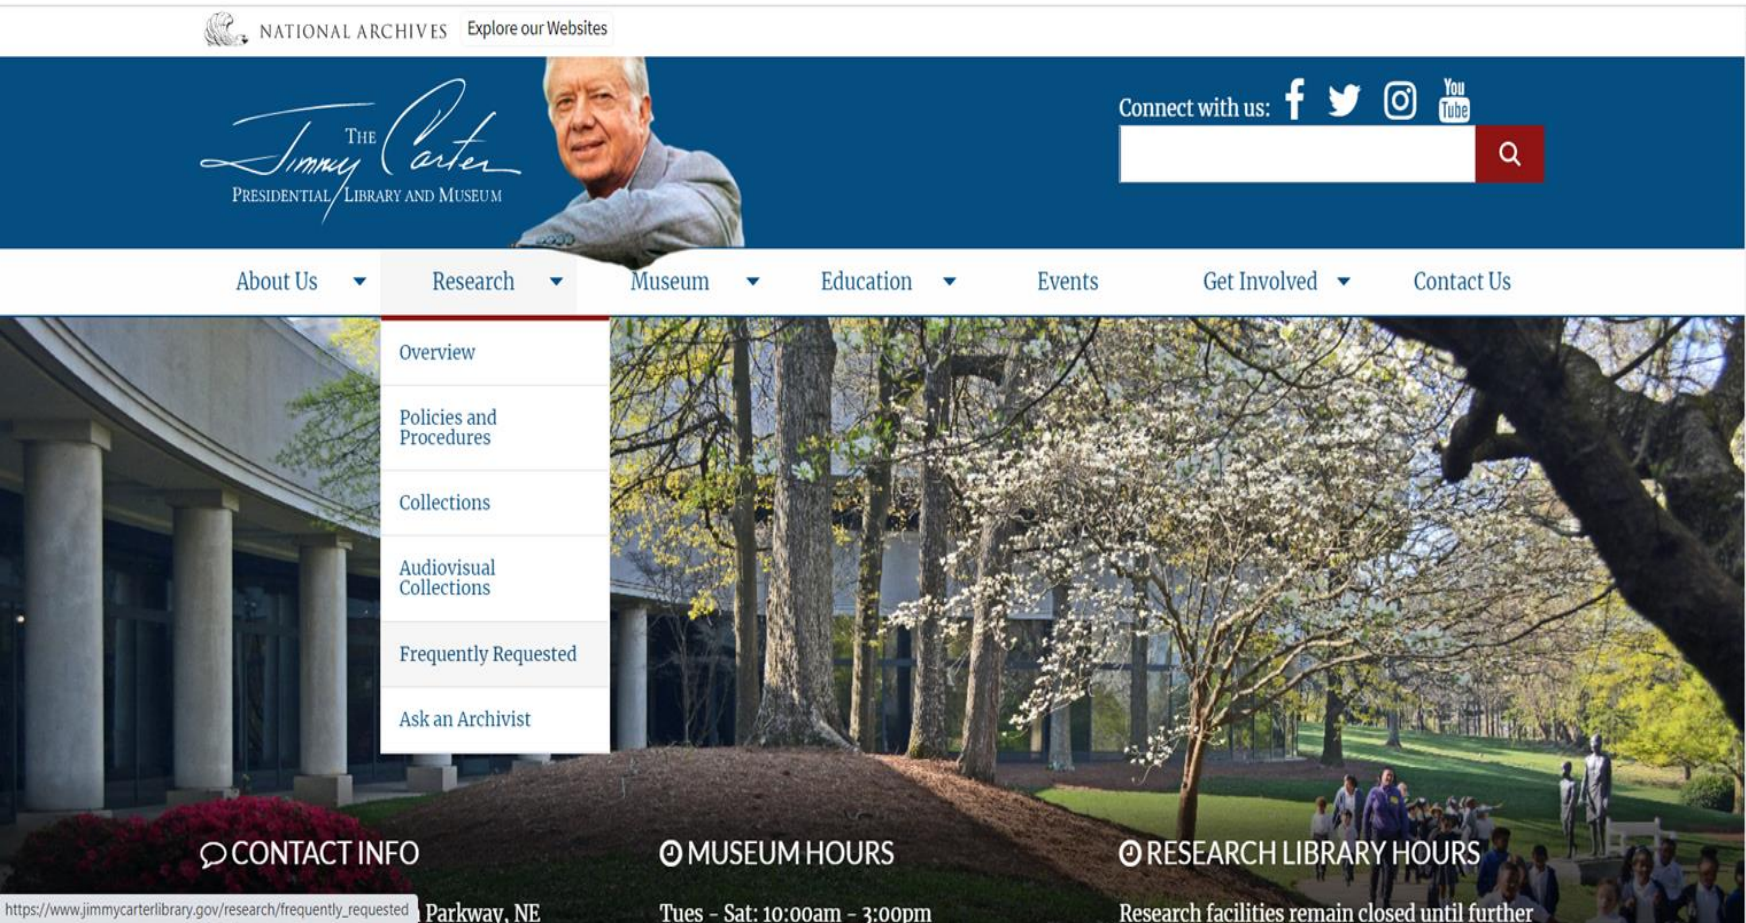 NATIONAL ARCHIVES Explore our Websites
THE
Jimmy Carter
PRESIDENTIAL LIBRARY AND MUSEUM
Connect with us:
You
Tube
About Us Research Museum Education Events Get Involved Contact Us
Overview
Policies and
Procedures
Collections
Audiovisual
Collections
Frequently Requested
Ask an Archivist
CONTACT INFO
MUSEUM HOURS
RESEARCH LIBRARY HOURS
Parkway, NE
Tues - Sat: 10:00am - 3:00pm
Research facilities remain closed until further
https://www.jimmycarterlibrary.gov/research/frequently_requested